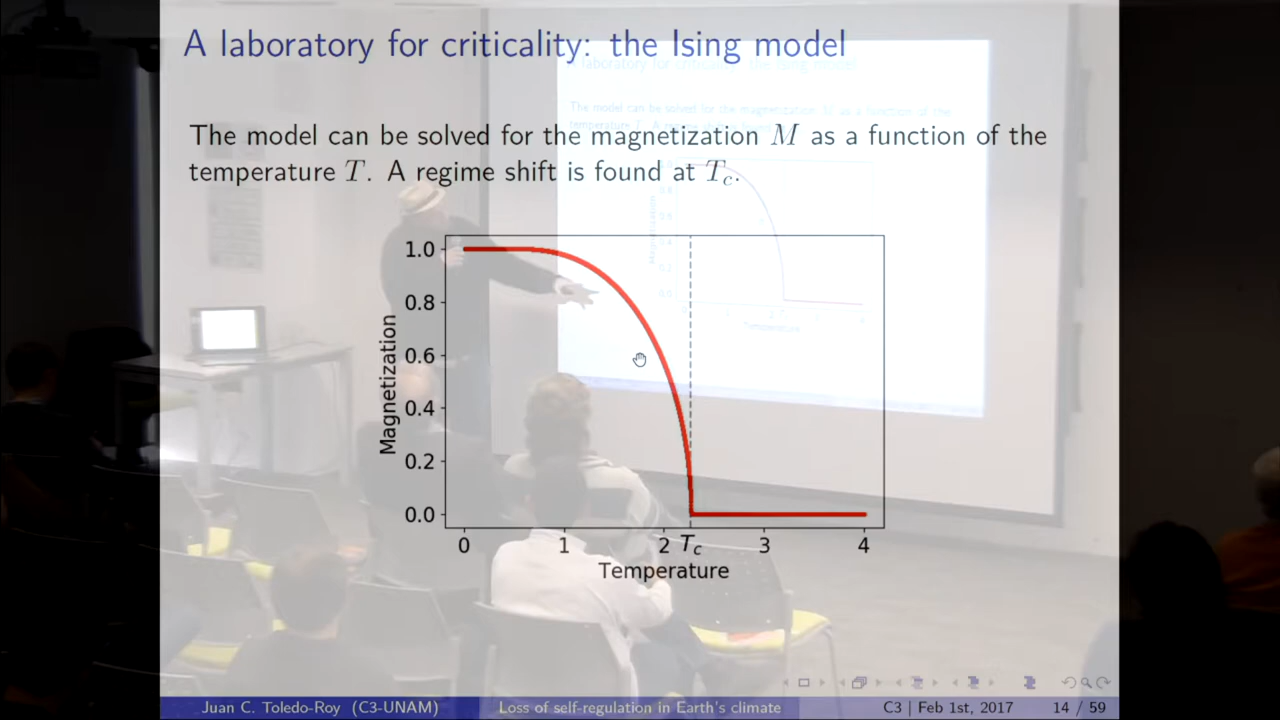 A laboratory for criticality: the Ising model
The model can be solved for the magnetization M as a function of the
temperature T. A regime shift is found at Tc.
Magnetization
1.0
0.8
0.6
0.4
0.2
0.0
0 1 2 Tc 3 4
Temperature
Juan C. Toledo-Roy (C3-UNAM) Loss of self-regulation in Earth's climate C3 | Feb 1st, 2017 14 / 59